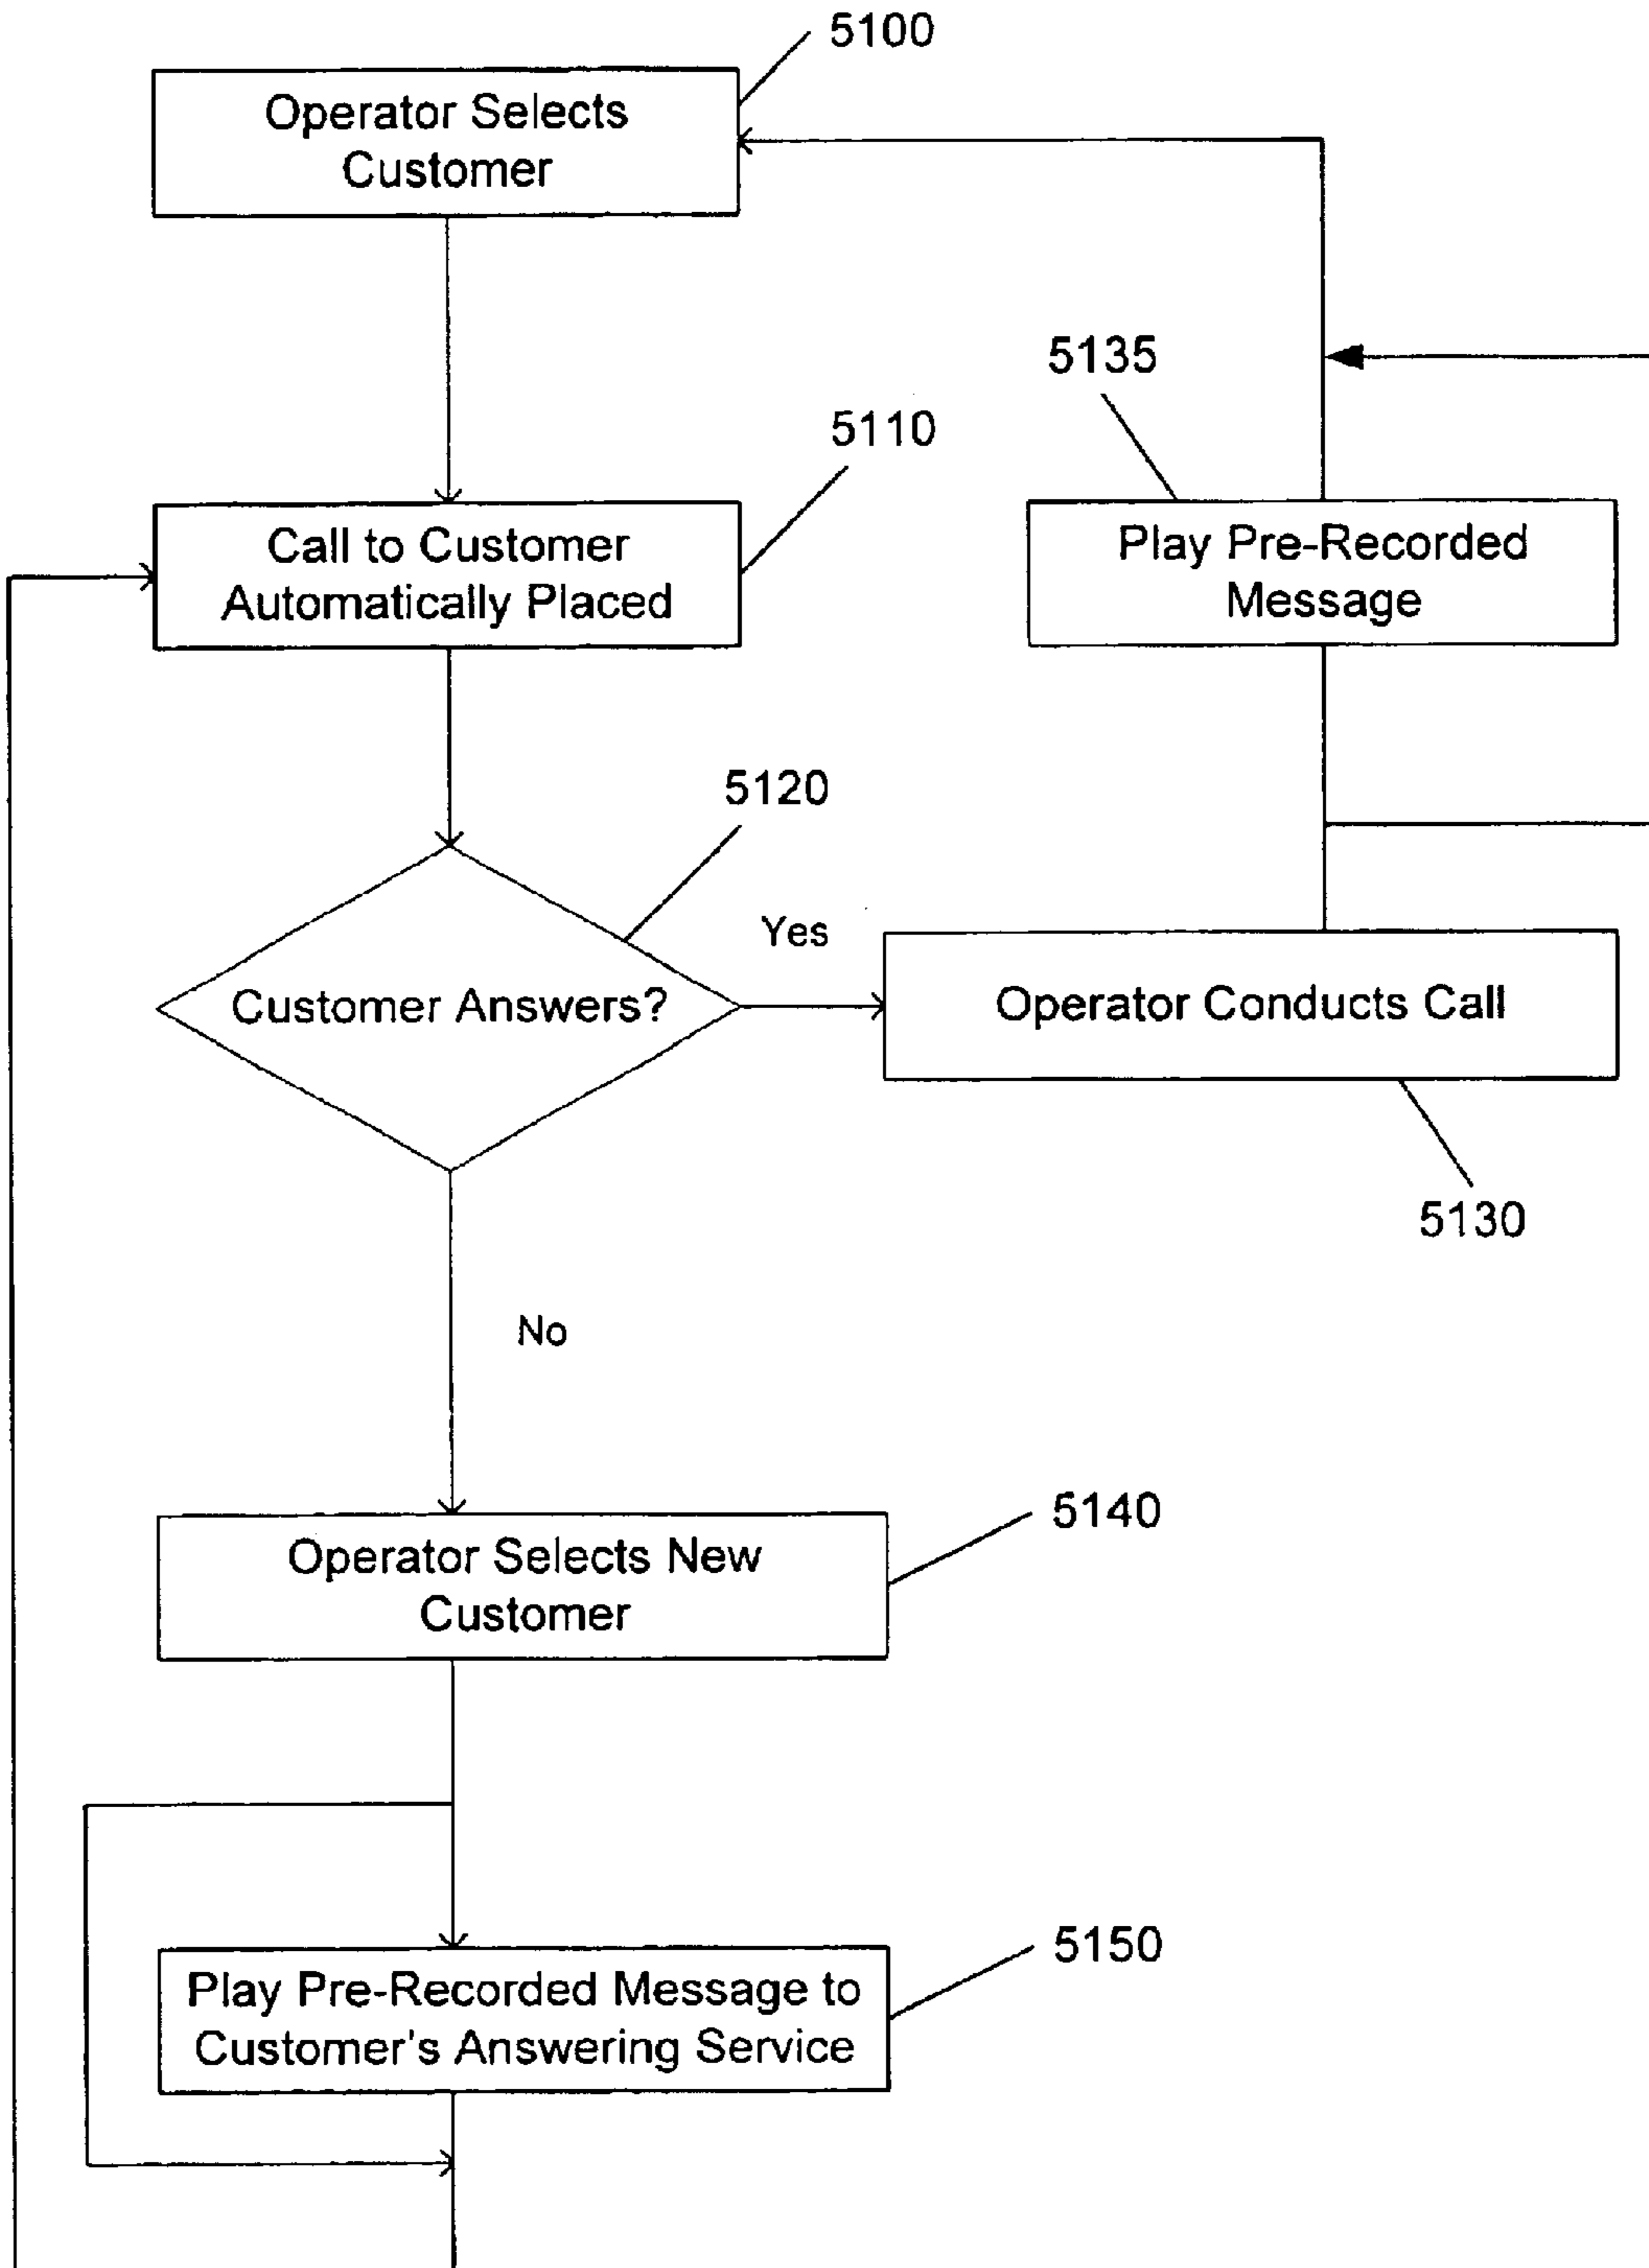 5100
Operator Selects
Customer
5135
5110
Call to Customer
Automatically Placed
Play Pre-Recorded
Message
5120
Yes
Customer Answers?
Operator Conducts Call
5130
No
5140
Operator Selects New
Customer
5150
Play Pre-Recorded Message to
Customer's Answering Service